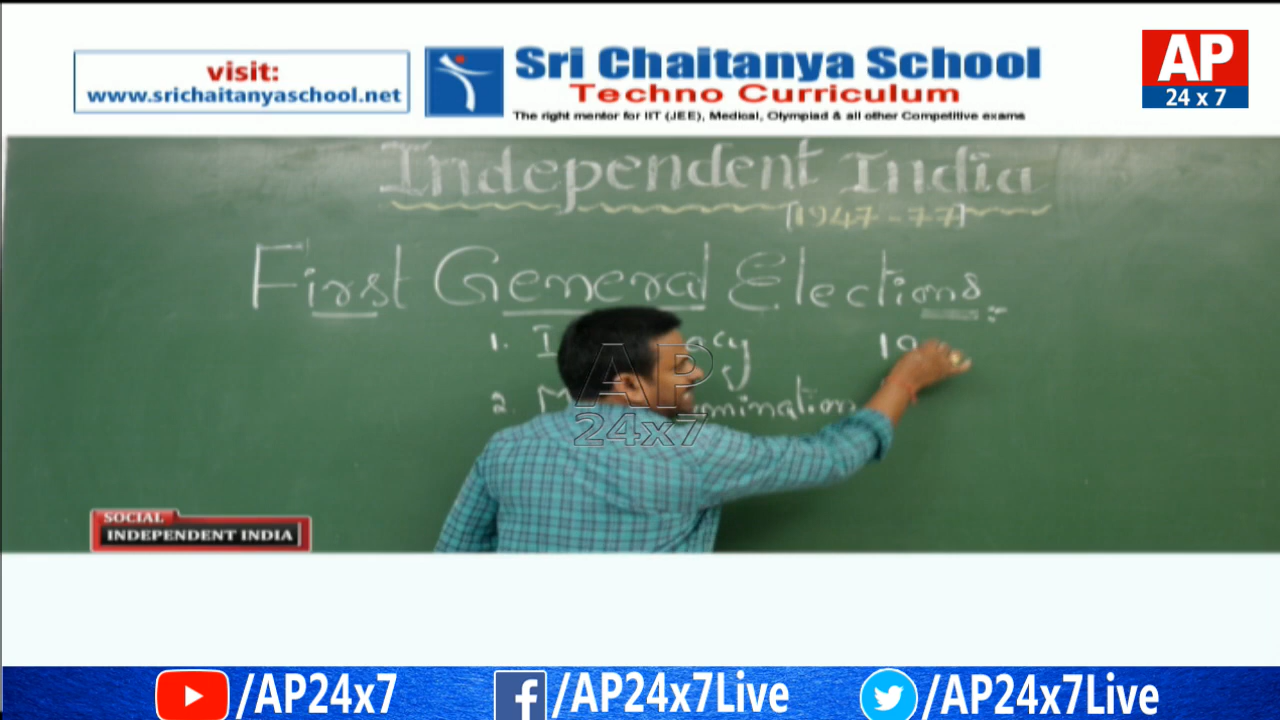 visit:
www.srichaitanyaschool.net
Sri Chaitanya School
Techno Curriculum
The right mentor for IIT (JEE), Medical, Olympiad & all other Competitive exams
AP
24 x 7
Independent India
[1947-77]
First General Elections :-
1.
2.
AP
24x7
SOCIAL
INDEPENDENT INDIA
/AP24x7
/AP24x7Live
/AP24x7Live